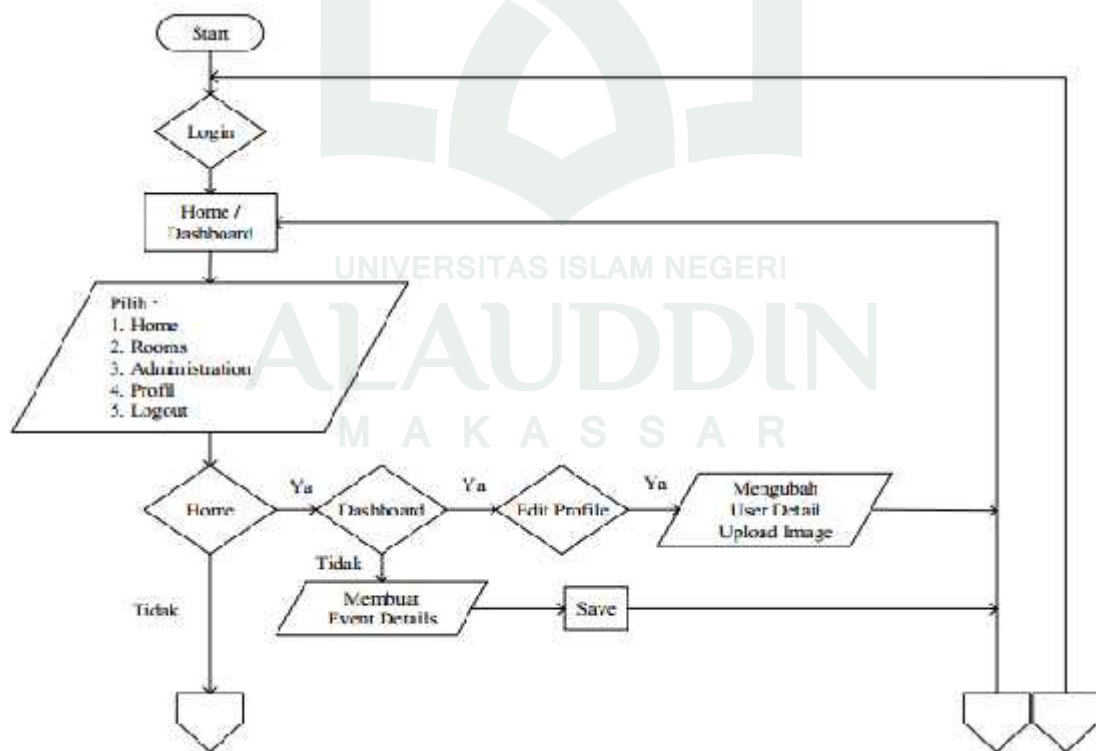 Start
Login
Home /
Dashboard
UNIVERSITAS ISLAM NEGERI
ALAUDDIN
MAKASSAR
Pilih :
1. Home
2. Rooms
3. Administration
4. Profil
5. Logout
Home
Ya
Dashboard
Ya
Edit Profile
Ya
Mengubah
User Detail
Upload Image
Tidak
Tidak
Membuat
Event Details
Save